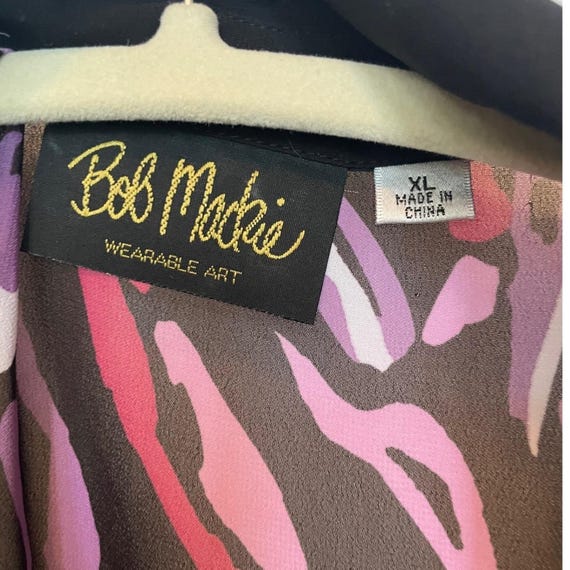 Bob Mackie
WEARABLE ART
XL
MADE IN
CHINA